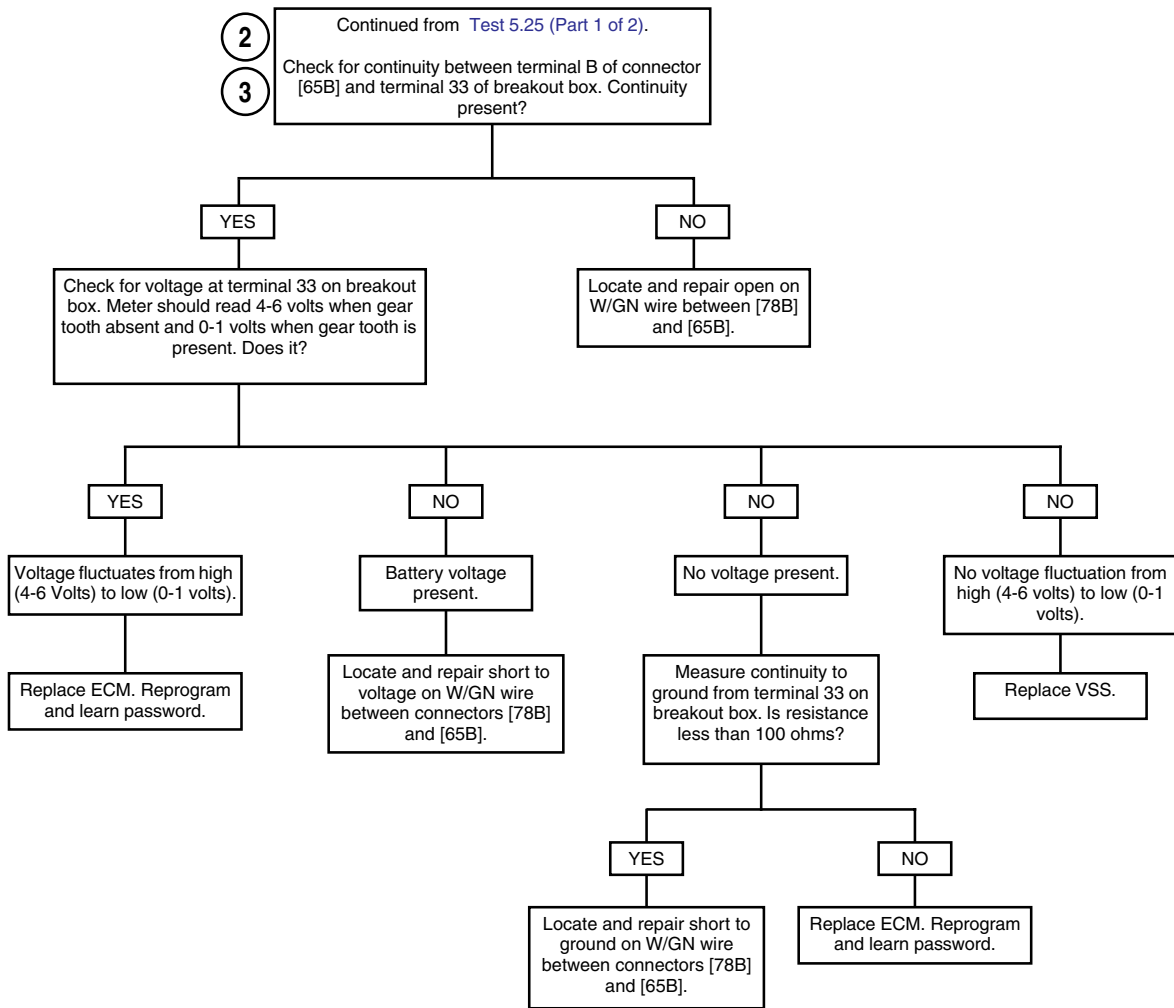 2
3
Continued from Test 5.25 (Part 1 of 2).
Check for continuity between terminal B of connector
[65B] and terminal 33 of breakout box. Continuity
present?
YES
NO
Check for voltage at terminal 33 on breakout
box. Meter should read 4-6 volts when gear
tooth absent and 0-1 volts when gear tooth is
present. Does it?
Locate and repair open on
W/GN wire between [78B]
and [65B].
YES
NO
NO
NO
Voltage fluctuates from high
(4-6 Volts) to low (0-1 volts).
Battery voltage
present.
No voltage present.
No voltage fluctuation from
high (4-6 volts) to low (0-1
volts).
Replace ECM. Reprogram
and learn password.
Locate and repair short to
voltage on W/GN wire
between connectors [78B]
and [65B].
Measure continuity to
ground from terminal 33 on
breakout box. Is resistance
less than 100 ohms?
Replace VSS.
YES
NO
Locate and repair short to
ground on W/GN wire
between connectors [78B]
and [65B].
Replace ECM. Reprogram
and learn password.